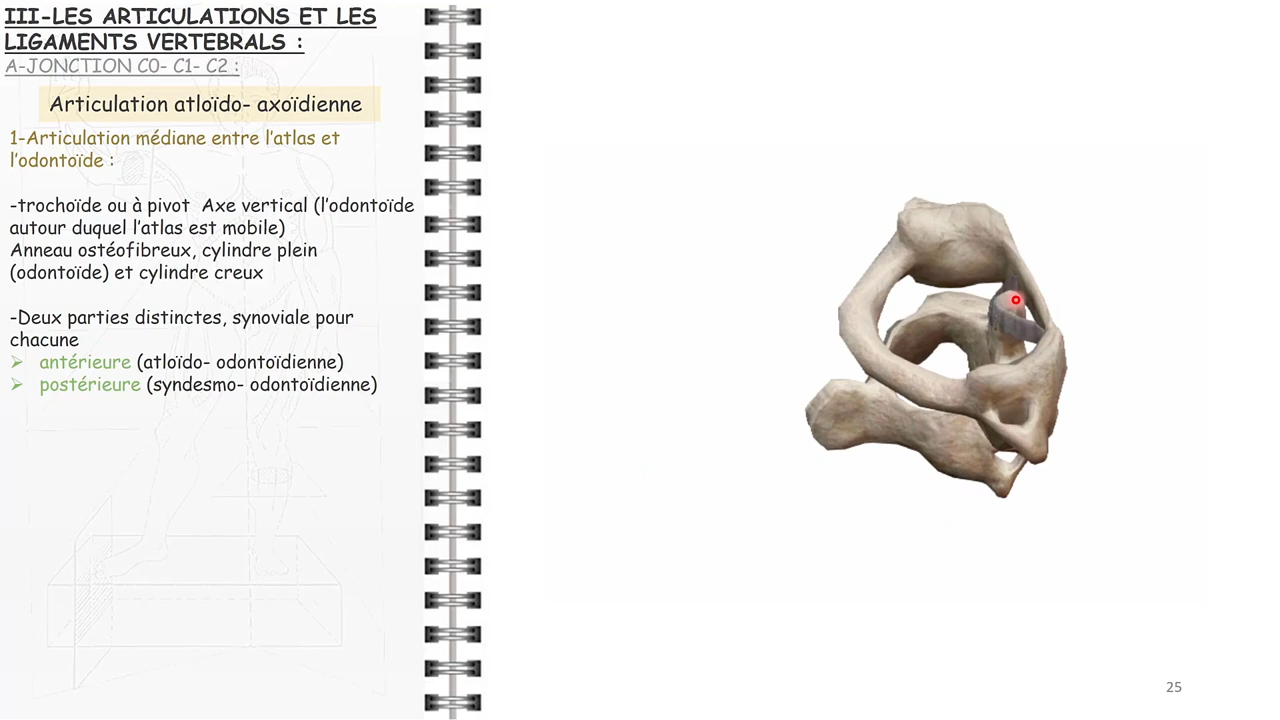 III-LES ARTICULATIONS ET LES
LIGAMENTS VERTEBRALS :
A-JONCTION C0- C1- C2 :
Articulation atloïdo- axoïdienne
1-Articulation médiane entre l'atlas et
l'odontoïde :
-trochoïde ou à pivot  Axe vertical (l'odontoïde
autour duquel l'atlas est mobile)
Anneau ostéofibreux, cylindre plein
(odontoïde) et cylindre creux
-Deux parties distinctes, synoviale pour
chacune
➢ antérieure (atloïdo- odontoïdienne)
➢ postérieure (syndesmo- odontoïdienne)
25